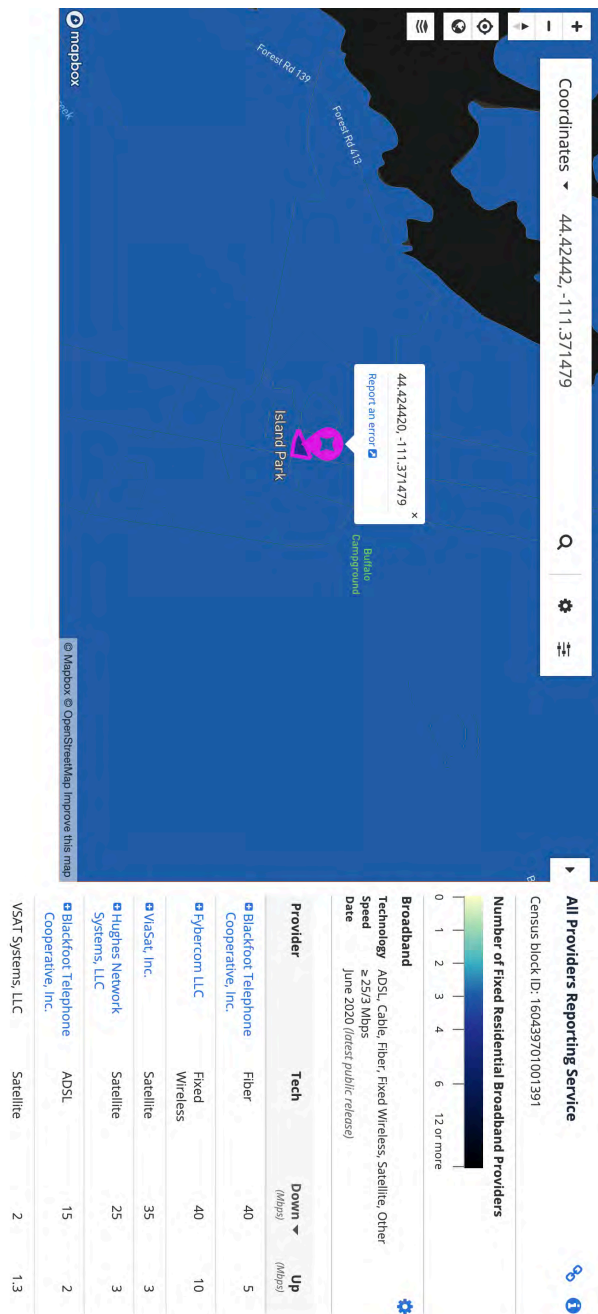 Coordinates
44.42442, -111.371479
Forest Rd 139
Forest Rd 413
44.424420, -111.371479
×
Report an error
Island Park
Buffalo
Campground
mapbox
© Mapbox © OpenStreetMap Improve this map
All Providers Reporting Service
Census block ID: 160439701001391
Number of Fixed Residential Broadband Providers
0 1 2 3 4 6 12 or more
Broadband
Technology ADSL, Cable, Fiber, Fixed Wireless, Satellite, Other
Speed ≥ 25/3 Mbps
Date June 2020 (latest public release)
Provider Tech Down Up
(Mbps) (Mbps)
Blackfoot Telephone Fiber 40 5
Cooperative, Inc.
Fybercom LLC Fixed 40 10
Wireless
ViaSat, Inc. Satellite 35 3
Hughes Network Satellite 25 3
Systems, LLC
Blackfoot Telephone ADSL 15 2
Cooperative, Inc.
VSAT Systems, LLC Satellite 2 1.3